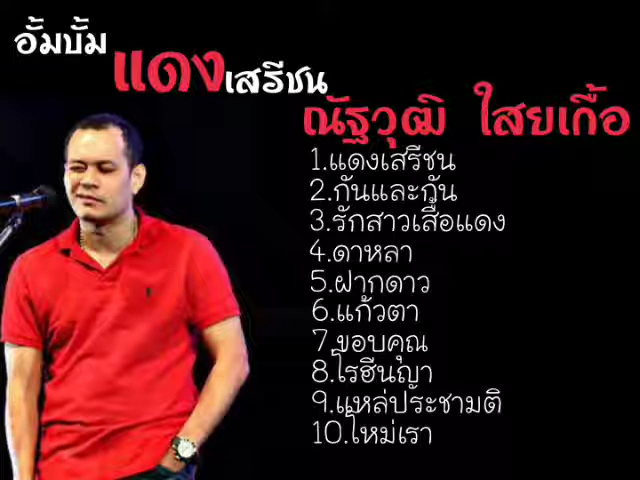 อั้มบั้ม
แดงเสรีชน
ณัฐวุฒิ ใสยเกื้อ
1.แดงเสรีชน
2.กันและกัน
3.รักสาวเสื้อแดง
4.ดาหลา
5.ฝากดาว
6.แก้วตา
7.ขอบคุณ
8.โรฮีนญา
9.แหล่ประชามติ
10.ไหม่เรา